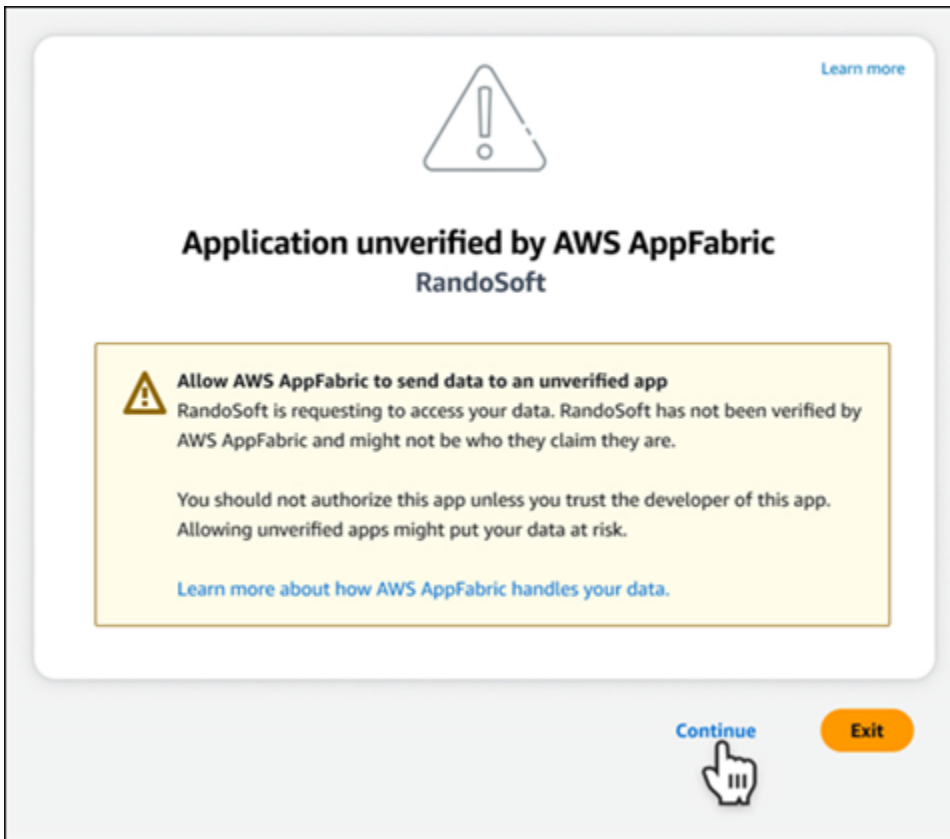 Learn more
Application unverified by AWS AppFabric
RandoSoft
Allow AWS AppFabric to send data to an unverified app
RandoSoft is requesting to access your data. RandoSoft has not been verified by
AWS AppFabric and might not be who they claim they are.
You should not authorize this app unless you trust the developer of this app.
Allowing unverified apps might put your data at risk.
Learn more about how AWS AppFabric handles your data.
Continue
Exit